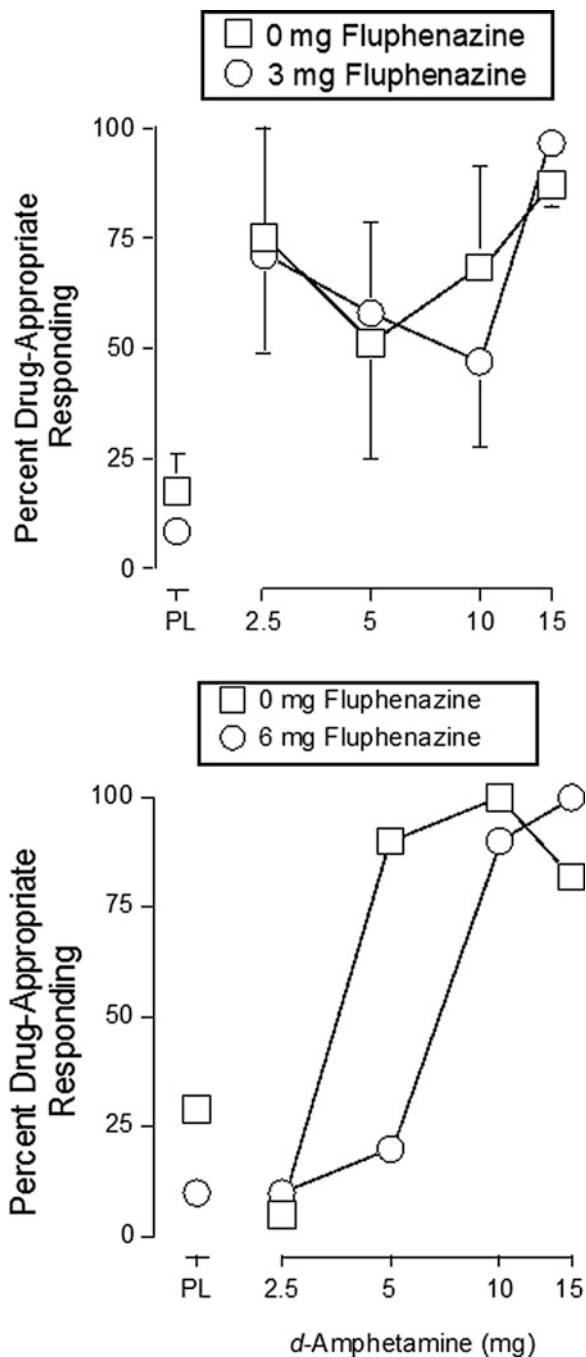 0 mg Fluphenazine
3 mg Fluphenazine
Percent Drug-Appropriate
Responding
100
75
50
25
0
PL 2.5 5 10 15
0 mg Fluphenazine
6 mg Fluphenazine
Percent Drug-Appropriate
Responding
100
75
50
25
0
PL 2.5 5 10 15
d-Amphetamine (mg)